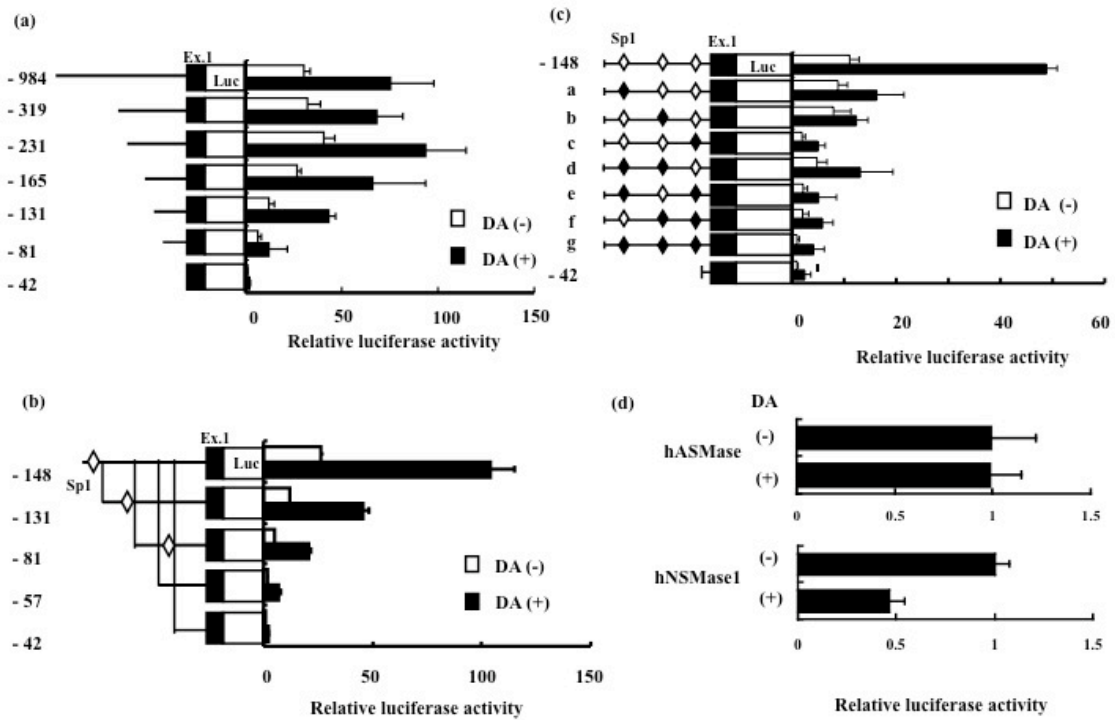 (a)
Ex.1
- 984
Luc
- 319
- 231
- 165
- 131
- 81
- 42
DA (-)
DA (+)
0 50 100 150
Relative luciferase activity
(b)
Ex.1
Sp1
Luc
- 148
- 131
- 81
- 57
- 42
DA (-)
DA (+)
0 50 100 150
Relative luciferase activity
(c)
Sp1 Ex.1
- 148
Luc
a
b
c
d
e
f
g
- 42
DA (-)
DA (+)
0 20 40 60
Relative luciferase activity
(d)
DA
hASMase
(-)
(+)
0 0.5 1 1.5
hNSMase1
(-)
(+)
0 0.5 1 1.5
Relative luciferase activity